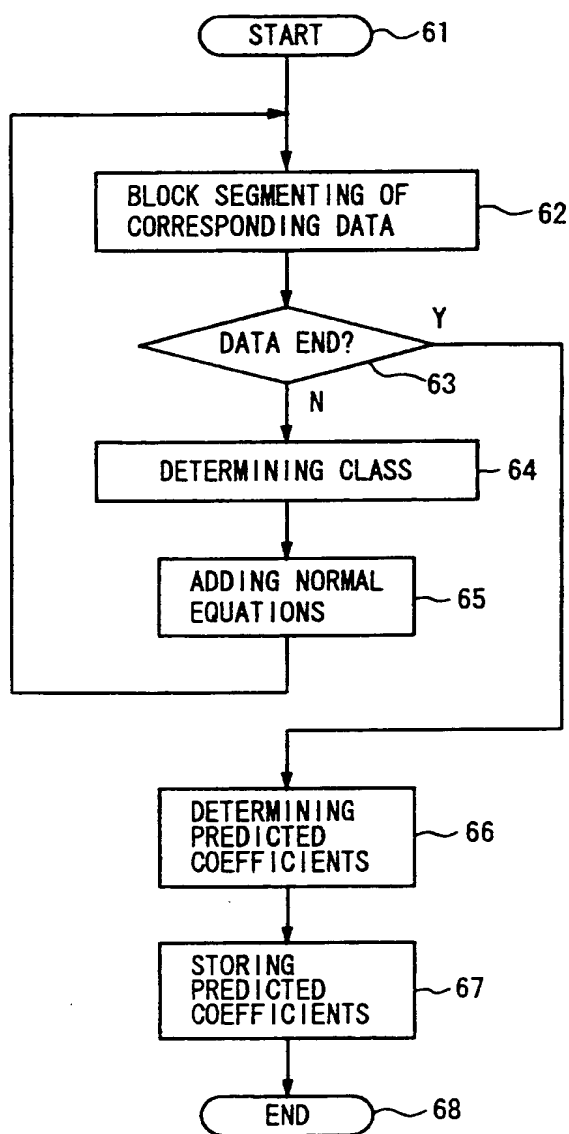 START
61
BLOCK SEGMENTING OF
CORRESPONDING DATA
62
DATA END?
Y
63
N
DETERMINING CLASS
64
ADDING NORMAL
EQUATIONS
65
DETERMINING
PREDICTED
COEFFICIENTS
66
STORING
PREDICTED
COEFFICIENTS
67
END
68